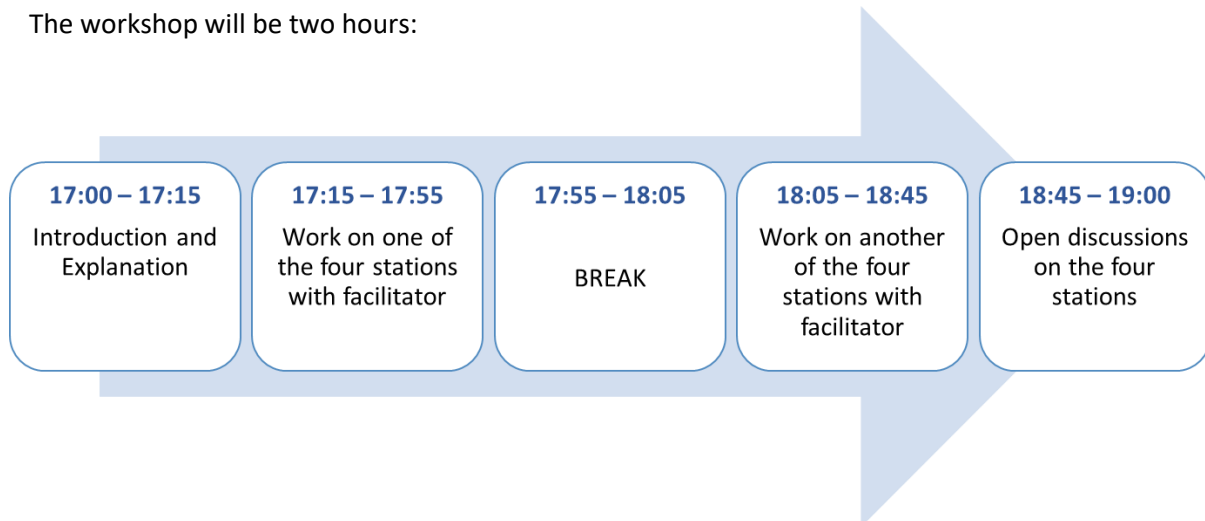 The workshop will be two hours:
17:00 – 17:15
Introduction and
Explanation
17:15 – 17:55
Work on one of
the four stations
with facilitator
17:55 – 18:05
BREAK
18:05 – 18:45
Work on another
of the four
stations with
facilitator
18:45 – 19:00
Open discussions
on the four
stations